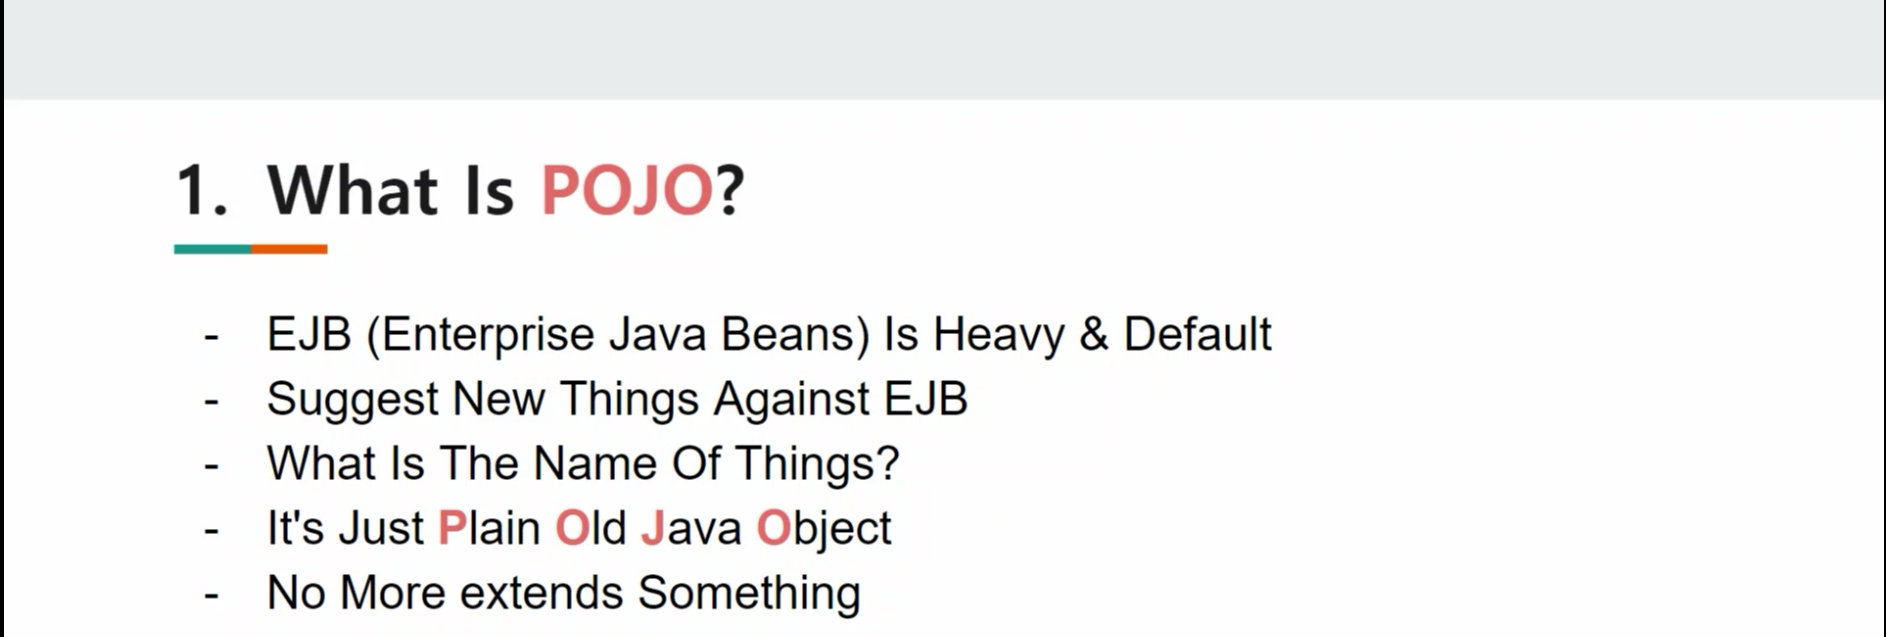 1. What Is POJO?
- EJB (Enterprise Java Beans) Is Heavy & Default
- Suggest New Things Against EJB
- What Is The Name Of Things?
- It's Just Plain Old Java Object
- No More extends Something